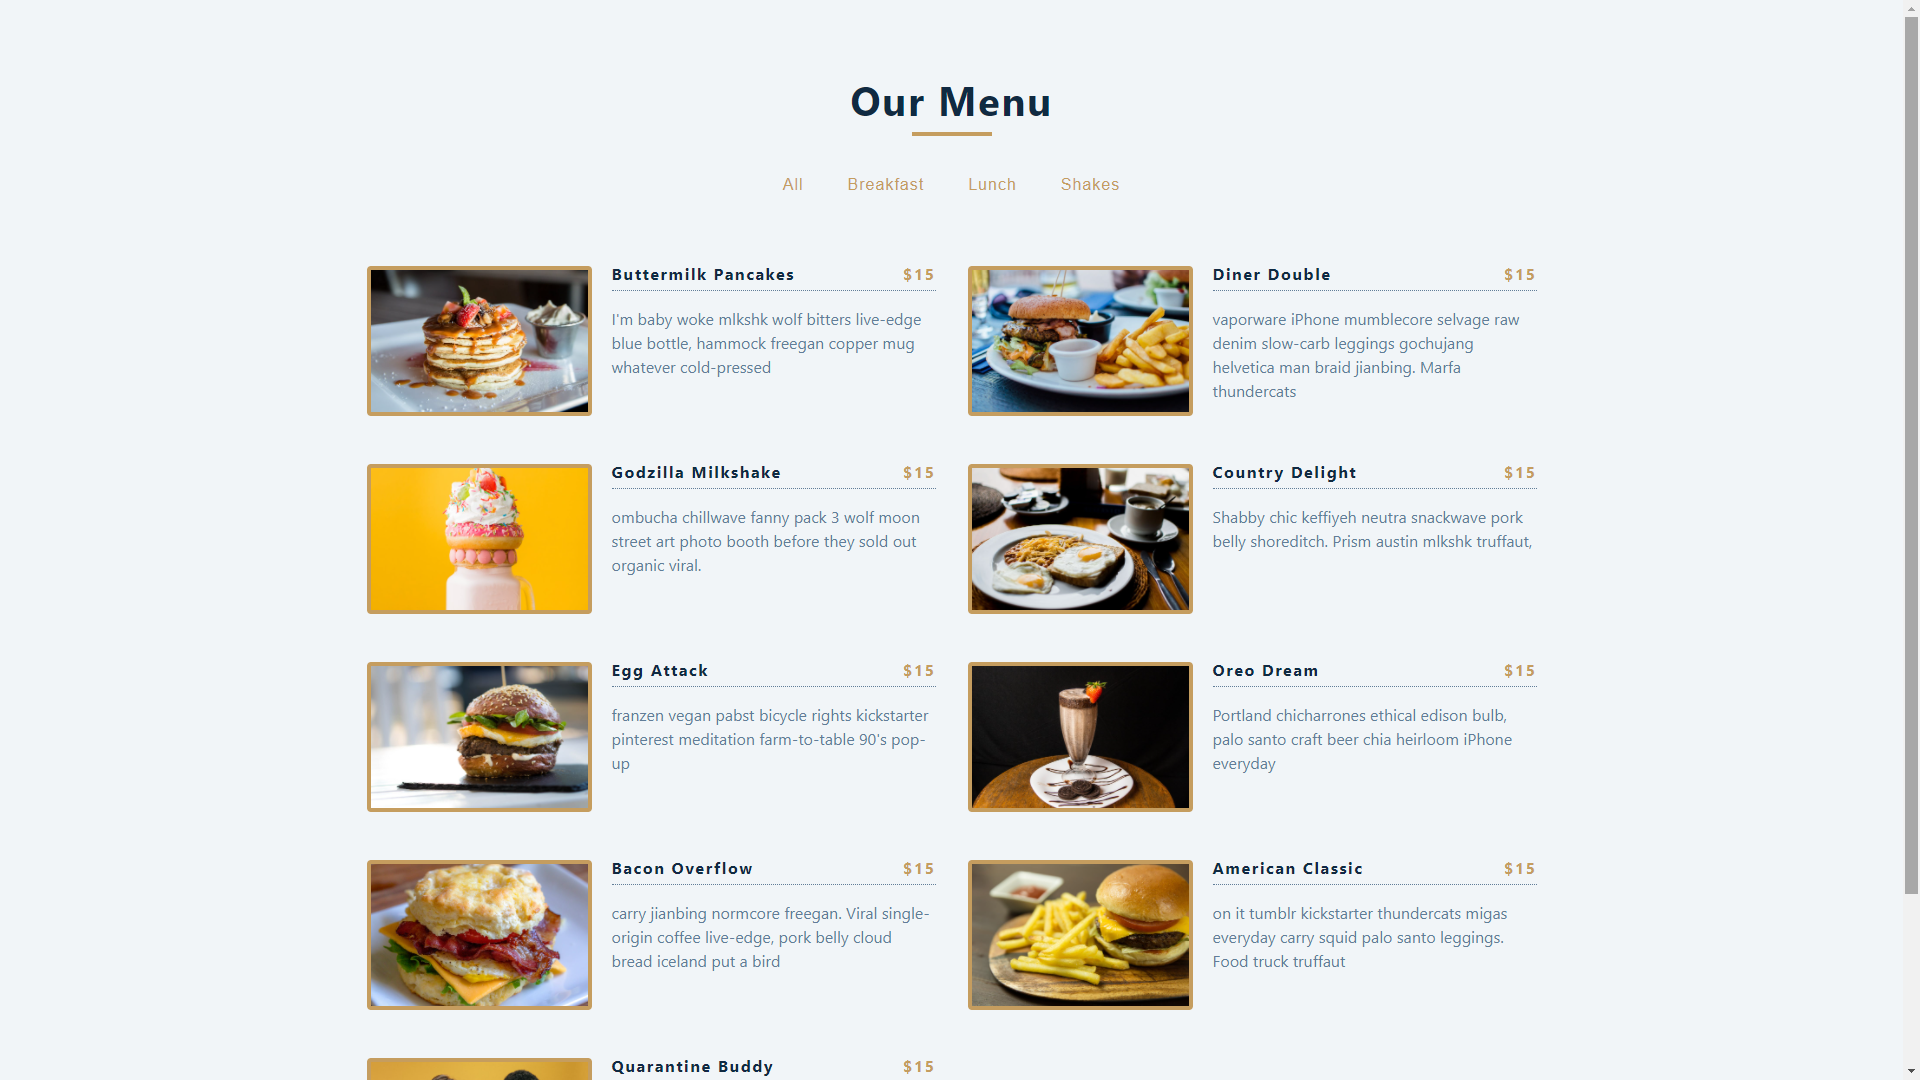 Our Menu
All Breakfast Lunch Shakes
Buttermilk Pancakes $15
I'm baby woke mlkshk wolf bitters live-edge
blue bottle, hammock freegan copper mug
whatever cold-pressed
Diner Double $15
vaporware iPhone mumblecore selvage raw
denim slow-carb leggings gochujang
helvetica man braid jianbing. Marfa
thundercats
Godzilla Milkshake $15
ombucha chillwave fanny pack 3 wolf moon
street art photo booth before they sold out
organic viral.
Country Delight $15
Shabby chic keffiyeh neutra snackwave pork
belly shoreditch. Prism austin mlkshk truffaut,
Egg Attack $15
franzen vegan pabst bicycle rights kickstarter
pinterest meditation farm-to-table 90's pop-
up
Oreo Dream $15
Portland chicharrones ethical edison bulb,
palo santo craft beer chia heirloom iPhone
everyday
Bacon Overflow $15
carry jianbing normcore freegan. Viral single-
origin coffee live-edge, pork belly cloud
bread iceland put a bird
American Classic $15
on it tumblr kickstarter thundercats migas
everyday carry squid palo santo leggings.
Food truck truffaut
Quarantine Buddy $15